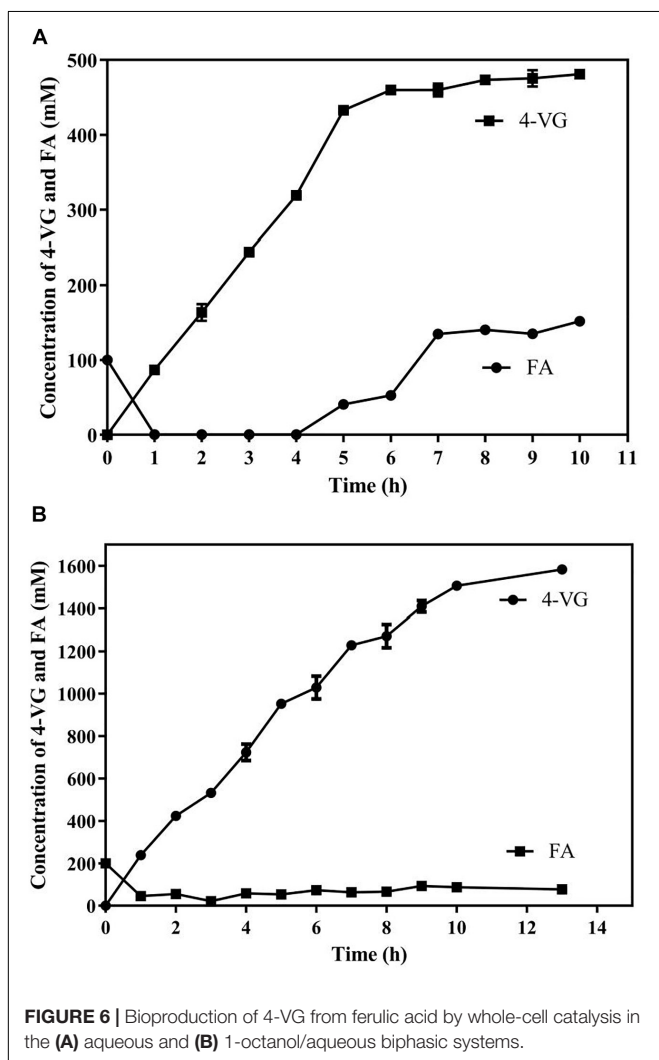 A
Concentration of 4-VG and FA (mM)
500
400
300
200
100
0
4-VG
FA
0 1 2 3 4 5 6 7 8 9 10 11
Time (h)
B
Concentration of 4-VG and FA (mM)
1600
1400
1200
1000
800
600
400
200
0
4-VG
FA
0 2 4 6 8 10 12 14
Time (h)
FIGURE 6 | Bioproduction of 4-VG from ferulic acid by whole-cell catalysis in
the (A) aqueous and (B) 1-octanol/aqueous biphasic systems.